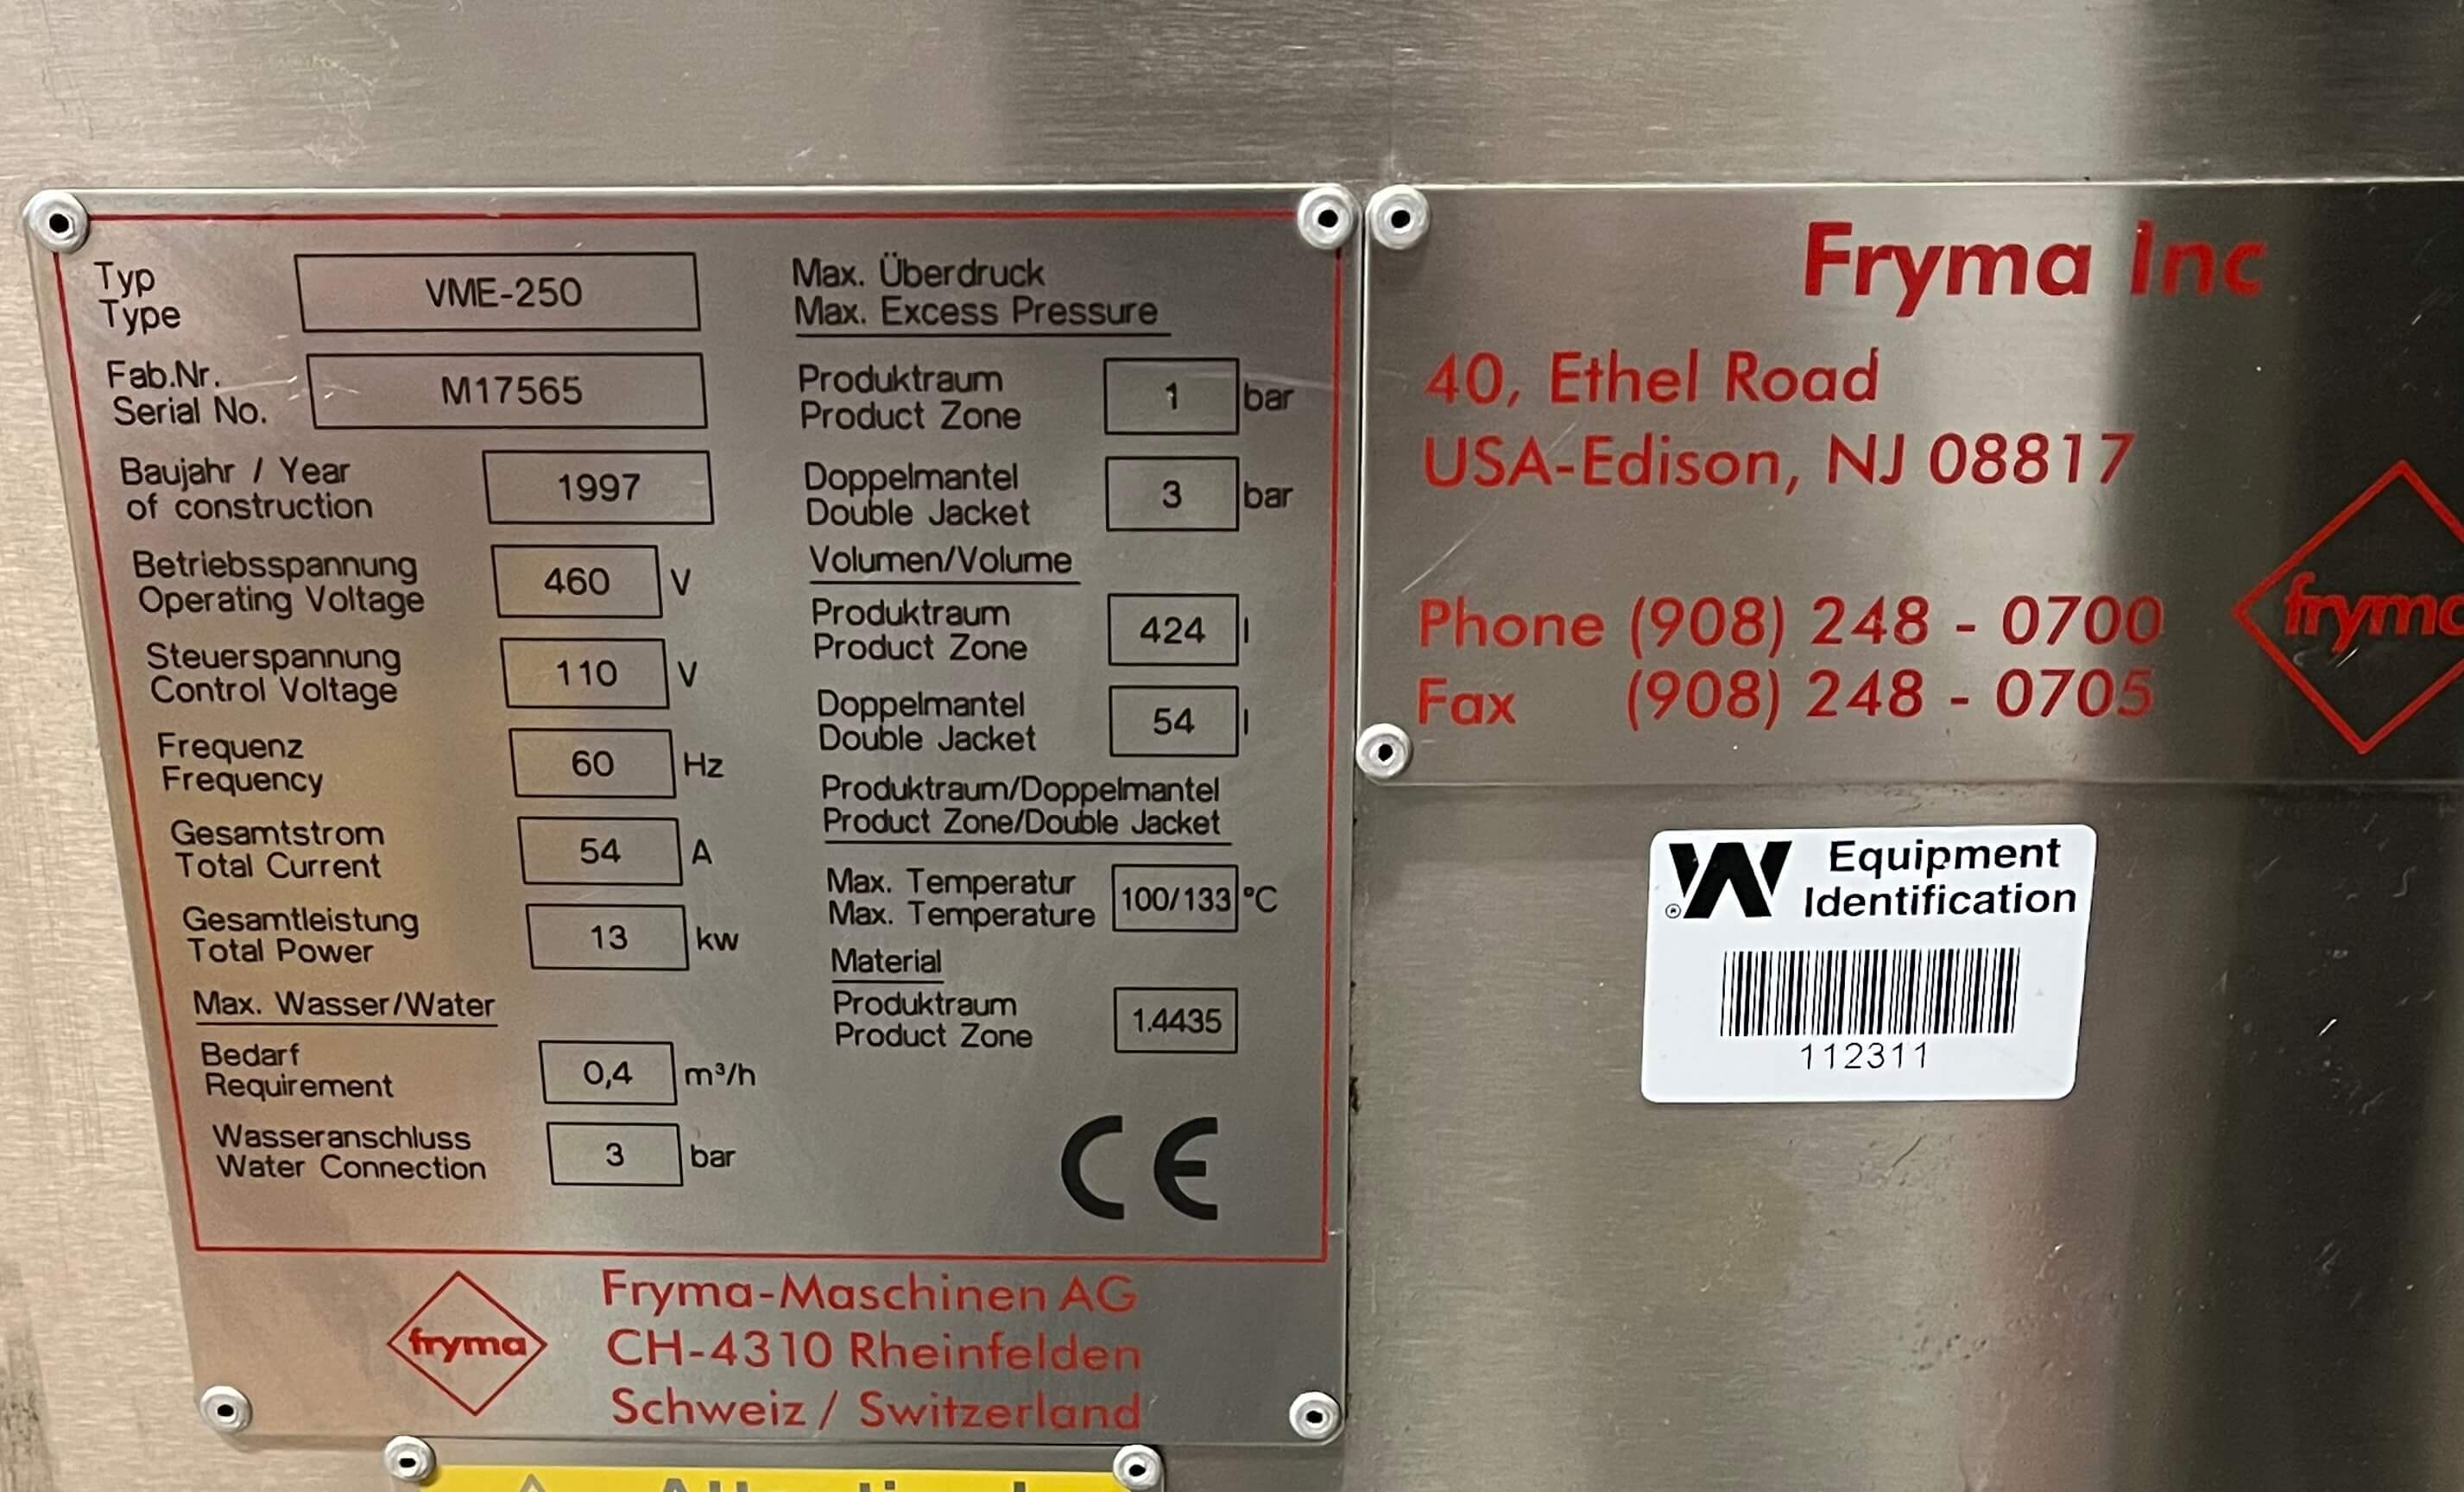 Typ
Type
VME-250
Fab.Nr.
Serial No.
M17565
Baujahr / Year
of construction
1997
Betriebsspannung
Operating Voltage
460 V
Steuerspannung
Control Voltage
110 V
Frequenz
Frequency
60 Hz
Gesamtstrom
Total Current
54 A
Gesamtleistung
Total Power
13 kw
Max. Wasser/Water
Bedarf
Requirement
0,4 m³/h
Wasseranschluss
Water Connection
3 bar
Max. Überdruck
Max. Excess Pressure
Produktraum
Product Zone
1 bar
Doppelmantel
Double Jacket
3 bar
Volumen/Volume
Produktraum
Product Zone
424 l
Doppelmantel
Double Jacket
54 l
Produktraum/Doppelmantel
Product Zone/Double Jacket
Max. Temperatur
Max. Temperature
100/133 °C
Material
Produktraum
Product Zone
1.4435
CE
fryma
Fryma-Maschinen AG
CH-4310 Rheinfelden
Schweiz / Switzerland
Fryma Inc
40, Ethel Road
USA-Edison, NJ 08817
Phone (908) 248 - 0700
Fax (908) 248 - 0705
fryma
W® Equipment
Identification
112311